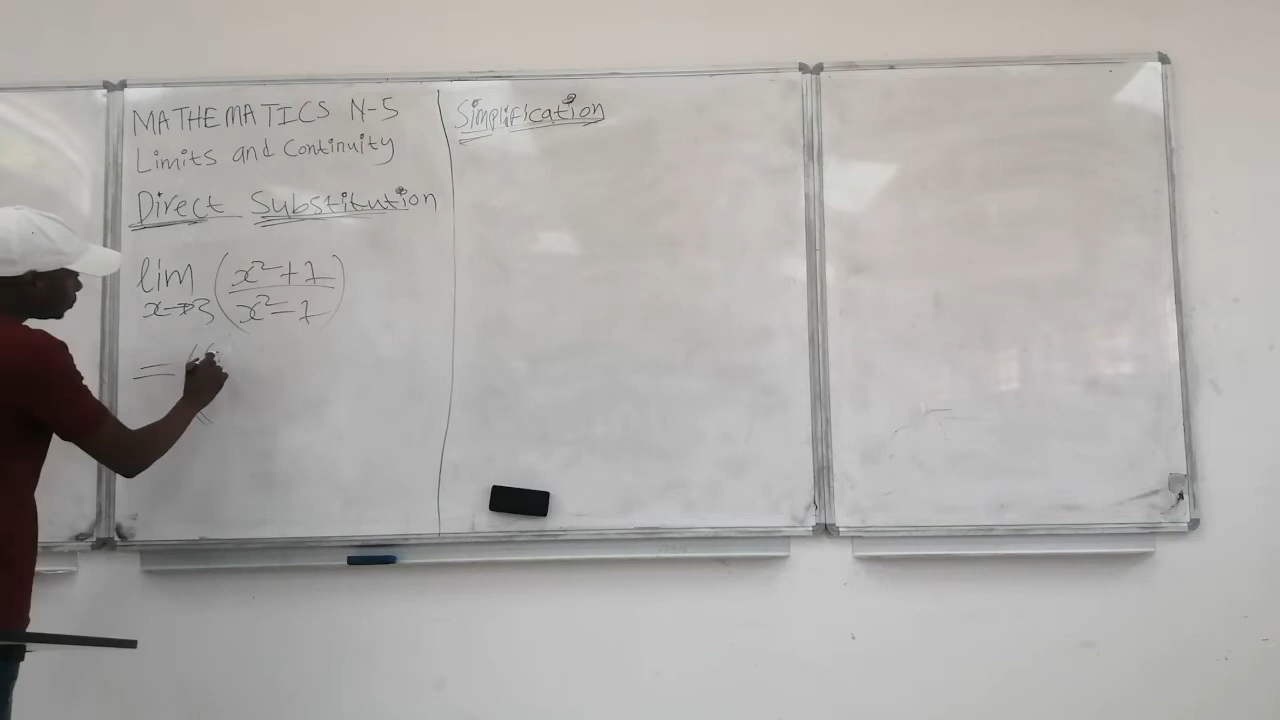 MATHEMATICS N-5
Limits and Continuity
Direct Substitution
lim x→3 (x²+1 / x²-1)
=
Simplification